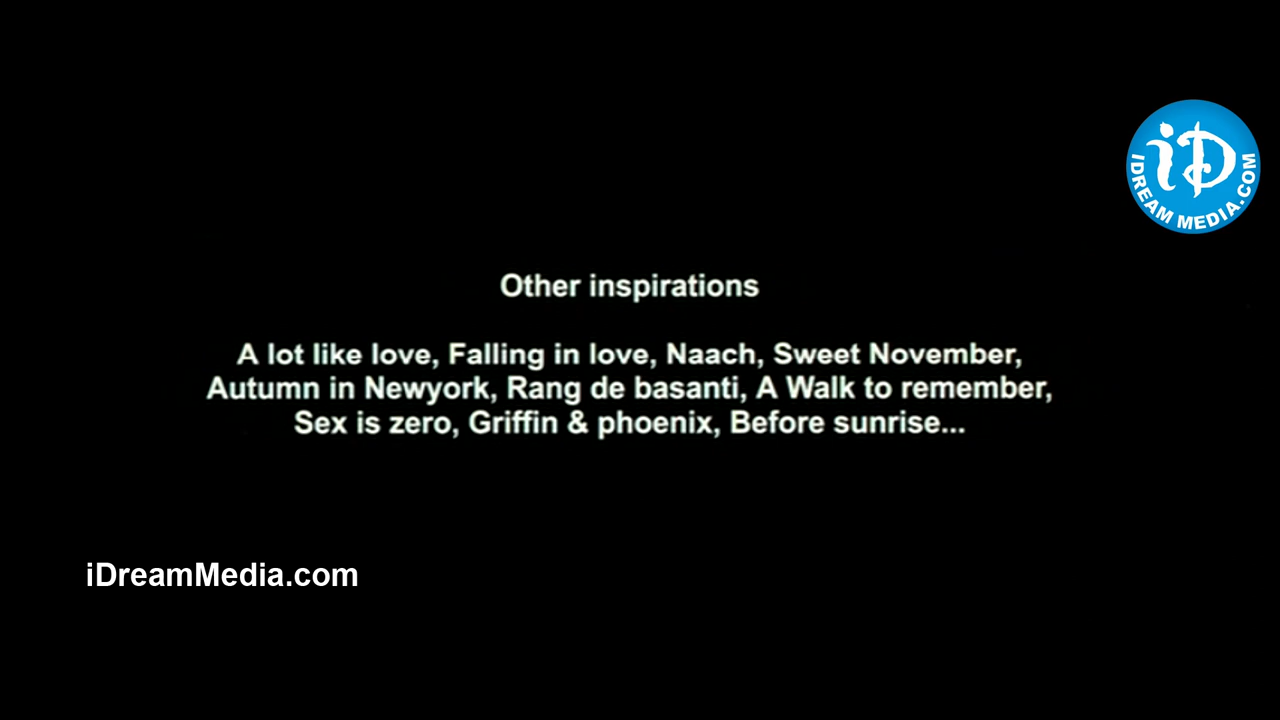 iD
IDREAM MEDIA.COM
Other inspirations
A lot like love, Falling in love, Naach, Sweet November,
Autumn in Newyork, Rang de basanti, A Walk to remember,
Sex is zero, Griffin & phoenix, Before sunrise...
iDreamMedia.com